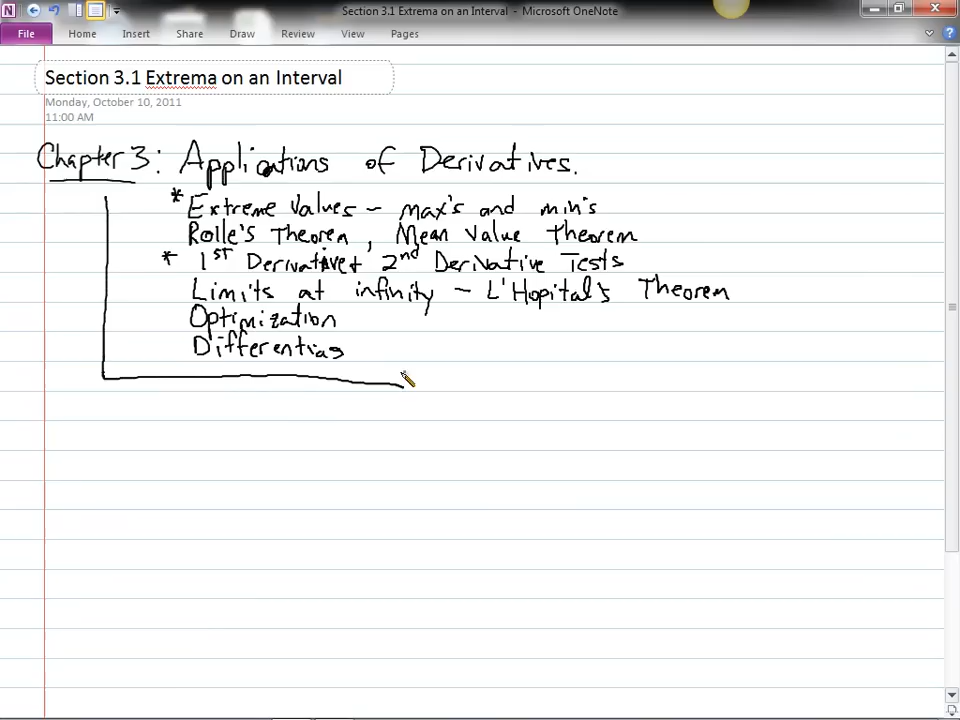 Section 3.1 Extrema on an Interval - Microsoft OneNote
File Home Insert Share Draw Review View Pages
Section 3.1 Extrema on an Interval
Monday, October 10, 2011
11:00 AM
Chapter 3: Applications of Derivatives.
* Extreme Values - max's and min's
Rolle's Theorem, Mean Value Theorem
* 1st Derivative + 2nd Derivative Tests
Limits at infinity - L'Hopital's Theorem
Optimization
Differentials